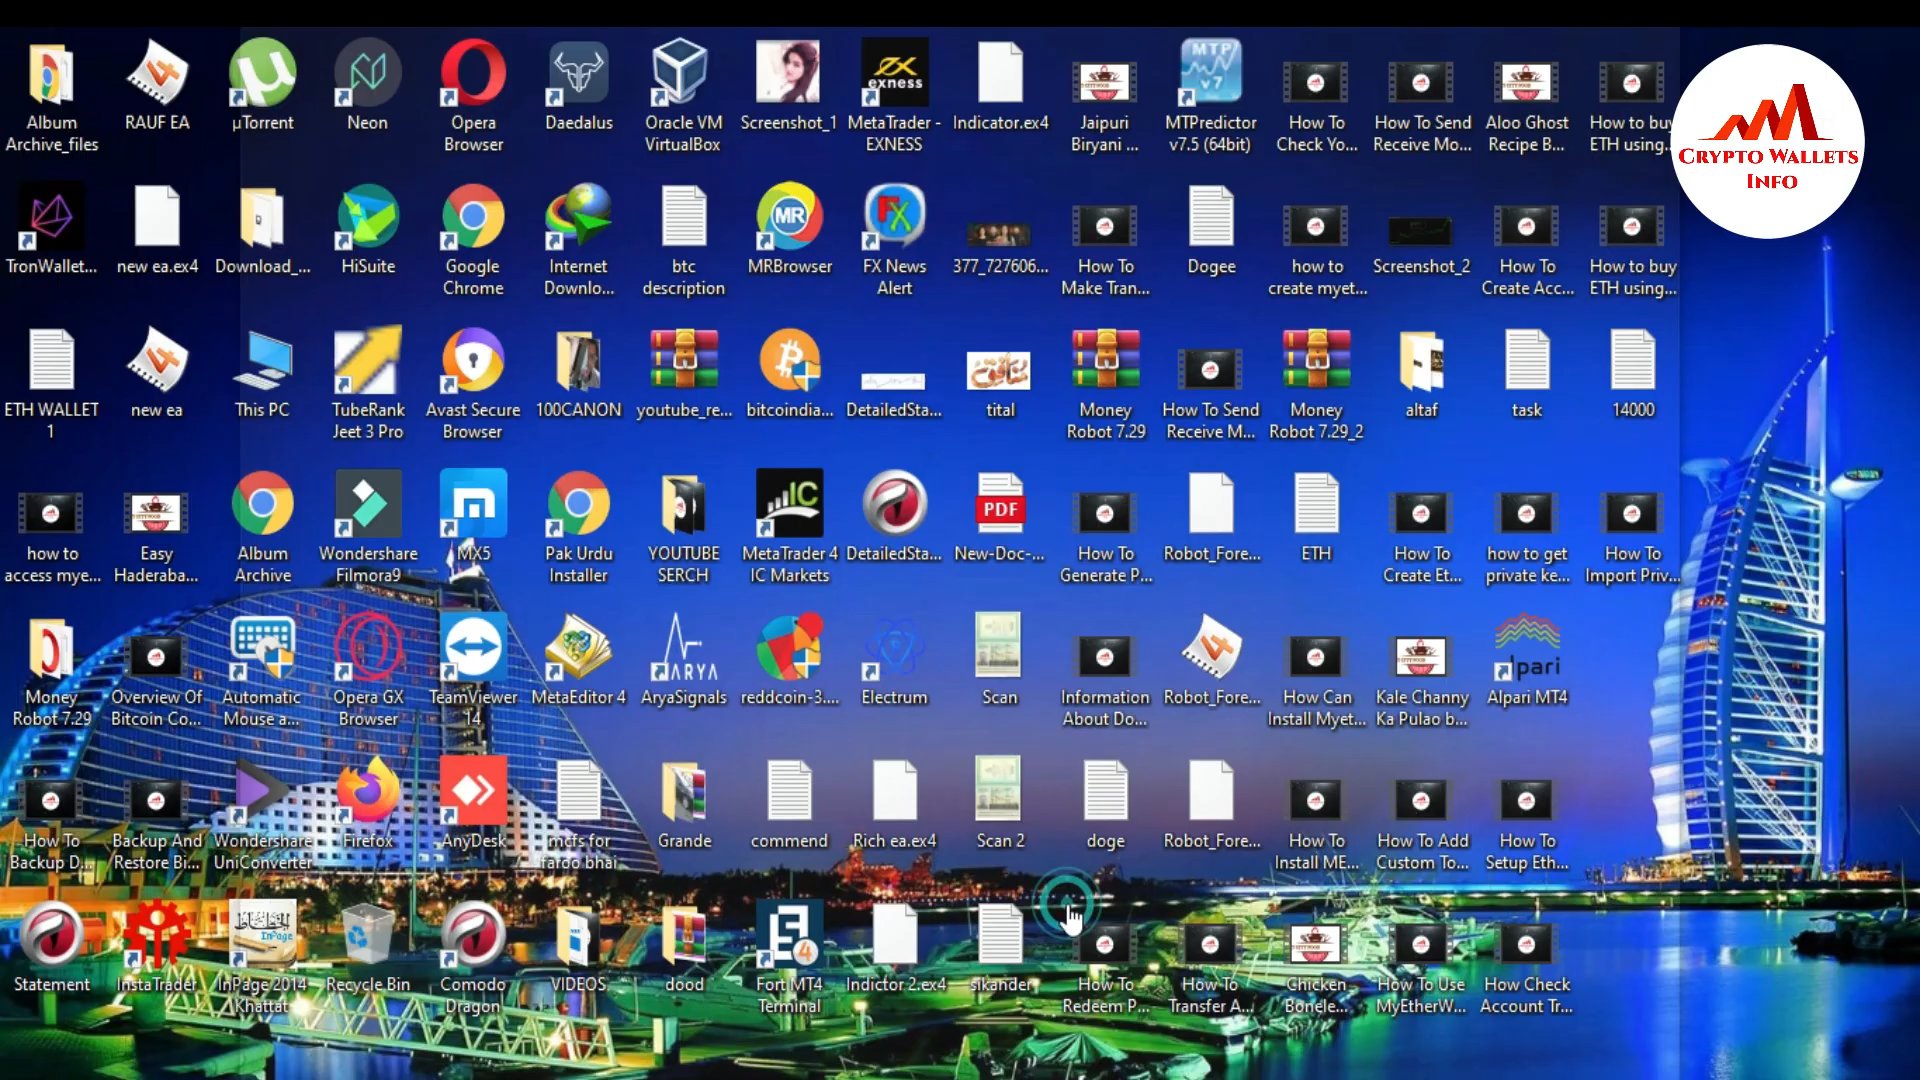 Album
Archive_files
RAUF EA
µTorrent
Neon
Opera
Browser
Daedalus
Oracle VM
VirtualBox
Screenshot_1
exness
MetaTrader -
EXNESS
Indicator.ex4
Jaipuri
Biryani ...
MTP
v7
MTPredictor
v7.5 (64bit)
How To
Check Yo...
How To Send
Receive Mo...
Aloo Ghost
Recipe B...
How to buy
ETH using...
CRYPTO WALLETS
INFO
TronWallet...
new ea.ex4
Download_...
HiSuite
Google
Chrome
Internet
Downlo...
btc
description
MR
MRBrowser
FX
FX News
Alert
377_727606...
How To
Make Tran...
Dogee
how to
create myet...
Screenshot_2
How To
Create Acc...
How to buy
ETH using...
ETH WALLET
1
new ea
This PC
TubeRank
Jeet 3 Pro
Avast Secure
Browser
100CANON
youtube_re...
bitcoindia...
DetailedSta...
tital
Money
Robot 7.29
How To Send
Receive M...
Money
Robot 7.29_2
altaf
task
14000
how to
access mye...
Easy
Haderaba...
Album
Archive
Wondershare
Filmora9
MX5
Pak Urdu
Installer
YOUTUBE
SERCH
IC
MetaTrader 4
IC Markets
DetailedSta...
PDF
New-Doc-...
How To
Generate P...
Robot_Fore...
ETH
How To
Create Et...
how to get
private ke...
How To
Import Priv...
Money
Robot 7.29
Overview Of
Bitcoin Co...
Automatic
Mouse a...
Opera GX
Browser
TeamViewer
14
MetaEditor 4
ARYA
AryaSignals
reddcoin-3....
Electrum
Scan
Information
About Do...
Robot_Fore...
How Can
Install Myet...
Kale Channy
Ka Pulao b...
Alpari
Alpari MT4
How To
Backup D...
Backup And
Restore Bi...
Wondershare
UniConverter
Firefox
AnyDesk
mcfs for
faroo bhai
Grande
commend
Rich ea.ex4
Scan 2
doge
Robot_Fore...
How To
Install ME...
How To Add
Custom To...
How To
Setup Eth...
Statement
InstaTrader
InPage
InPage 2014
Khattat
Recycle Bin
Comodo
Dragon
VIDEOS
dood
Fort MT4
Terminal
Indictor 2.ex4
sikander
How To
Redeem P...
How To
Transfer A...
Chicken
Bonele...
How To Use
MyEtherW...
How Check
Account Tr...